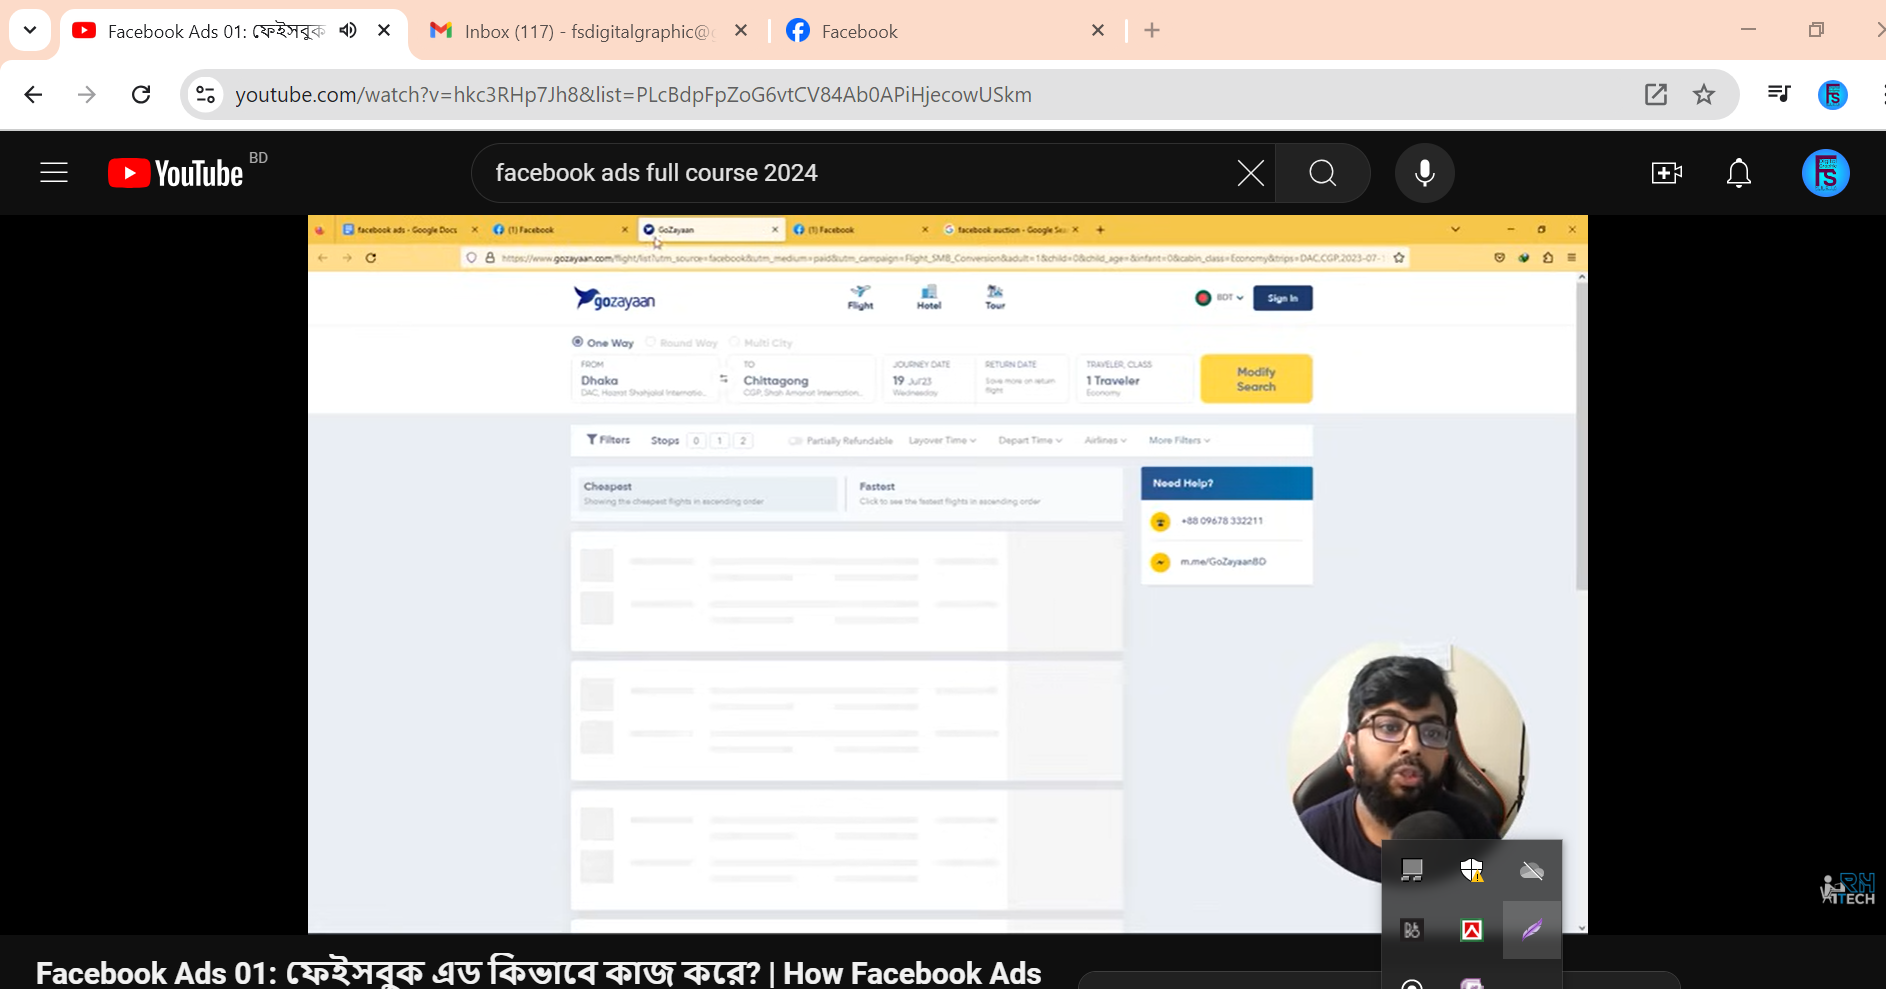 Facebook Ads 01: ফেইসবুক
Inbox (117) - fsdigitalgraphic@
Facebook
youtube.com/watch?v=hkc3RHp7Jh8&list=PLcBdpFpZoG6vtCV84Ab0APiHjecowUSkm
YouTube BD
facebook ads full course 2024
Fs
facebook ads - Google Docs
(1) Facebook
GoZayaan
(1) Facebook
facebook auction - Google Sea
https://www.gozayaan.com/flight/list?utm_source=facebook&utm_medium=paid&utm_campaign=Flight_SMB_Conversion&adult=1&child=0&child_age=&infant=0&cabin_class=Economy&trips=DAC,CGP,2023-07-1
gozayaan
Flight
Hotel
Tour
BDT
Sign In
One Way
Round Way
Multi City
FROM
Dhaka
DAC, Hazrat Shahjalal Internatio...
TO
Chittagong
CGP, Shah Amanat Internation...
JOURNEY DATE
19 Jul'23
Wednesday
RETURN DATE
Save more on return
flight
TRAVELER, CLASS
1 Traveler
Economy
Modify
Search
Filters
Stops 0 1 2
Partially Refundable
Layover Time
Depart Time
Airlines
More Filters
Cheapest
Showing the cheapest flights in ascending order
Fastest
Click to see the fastest flights in ascending order
Need Help?
+88 09678 332211
m.me/GoZayaanBD
RH
TECH
Facebook Ads 01: ফেইসবুক এড কিভাবে কাজ করে? | How Facebook Ads